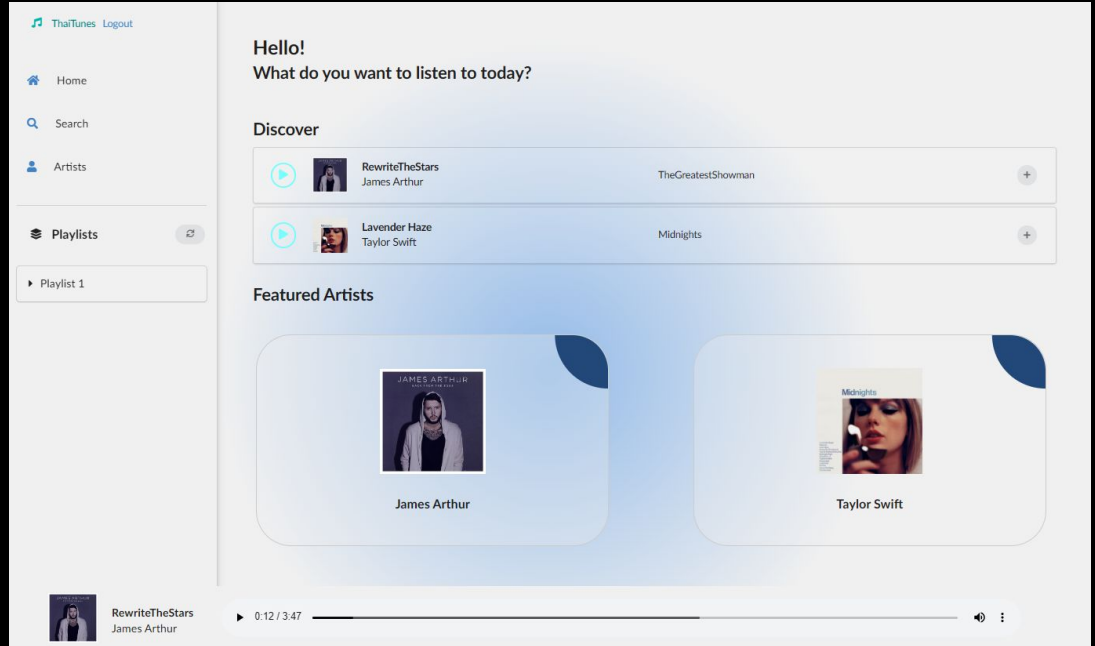 ThaiTunes Logout
Home
Search
Artists
Playlists
Playlist 1
Hello!
What do you want to listen to today?
Discover
RewriteTheStars
James Arthur
TheGreatestShowman
Lavender Haze
Taylor Swift
Midnights
Featured Artists
JAMES ARTHUR
James Arthur
Midnights
Taylor Swift
RewriteTheStars
James Arthur
0:12 / 3:47